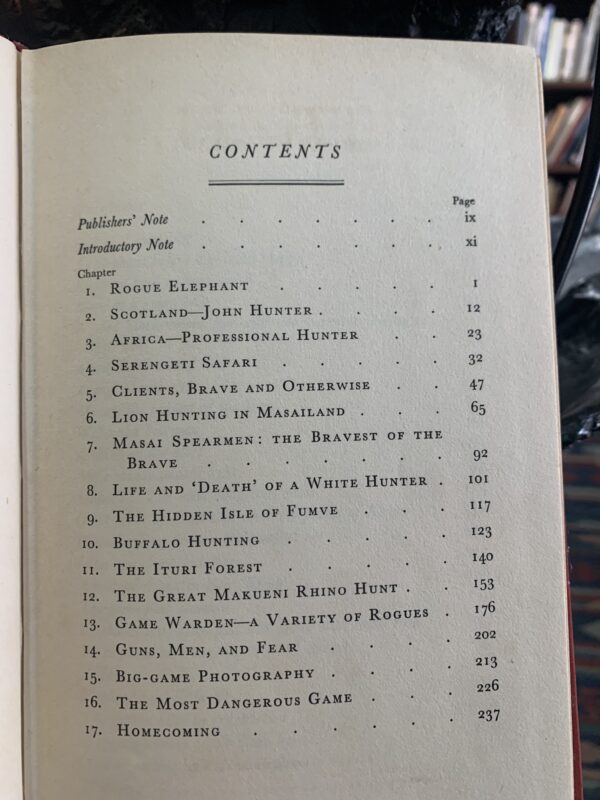 CONTENTS
Page
Publishers' Note . . . . . . . ix
Introductory Note . . . . . . . xi
Chapter
1. Rogue Elephant . . . . . 1
2. Scotland—John Hunter . . . . 12
3. Africa—Professional Hunter . . 23
4. Serengeti Safari . . . . . 32
5. Clients, Brave and Otherwise . . 47
6. Lion Hunting in Masailand . . . 65
7. Masai Spearmen: the Bravest of the
Brave . . . . . . . 92
8. Life and 'Death' of a White Hunter . 101
9. The Hidden Isle of Fumve . . . 117
10. Buffalo Hunting . . . . . 123
11. The Ituri Forest . . . . . 140
12. The Great Makueni Rhino Hunt . . 153
13. Game Warden—a Variety of Rogues . 176
14. Guns, Men, and Fear . . . . 202
15. Big-game Photography . . . . 213
16. The Most Dangerous Game . . . 226
17. Homecoming . . . . . 237